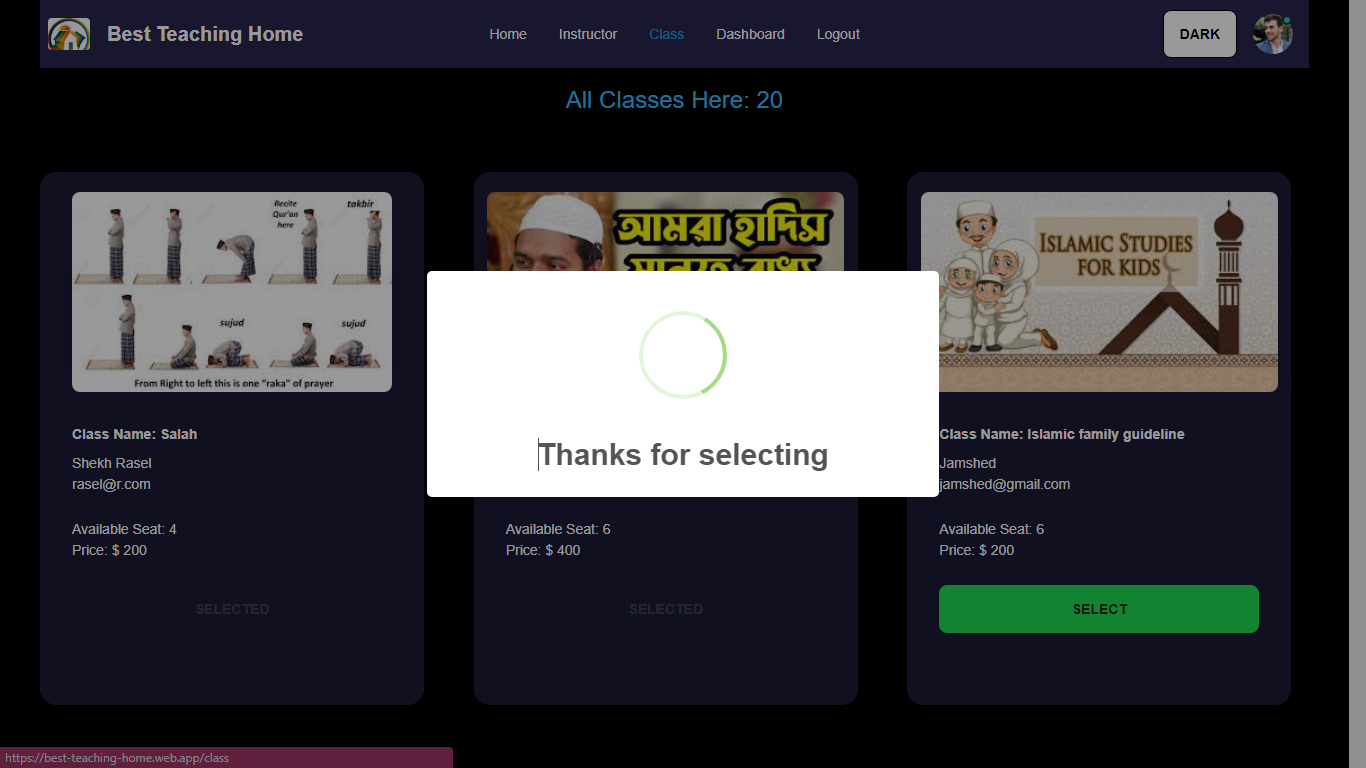 Best Teaching Home
Home
Instructor
Class
Dashboard
Logout
DARK
All Classes Here: 20
Recite
Qur'an
here
takbir
sujud
sujud
From Right to left this is one "raka" of prayer
আমরা হাদিস
মানতে বাধ্য
ISLAMIC STUDIES
FOR KIDS
Thanks for selecting
Class Name: Salah
Shekh Rasel
rasel@r.com
Available Seat: 4
Price: $ 200
SELECTED
Available Seat: 6
Price: $ 400
SELECTED
Class Name: Islamic family guideline
Jamshed
jamshed@gmail.com
Available Seat: 6
Price: $ 200
SELECT
https://best-teaching-home.web.app/class